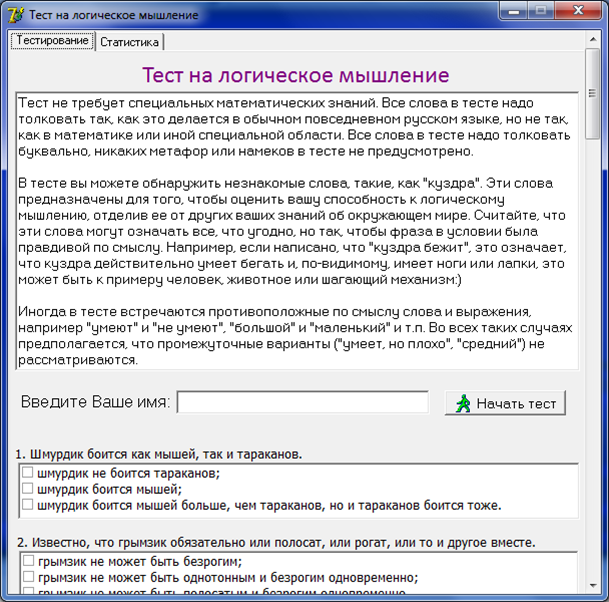 Тест на логическое мышление
Тестирование Статистика
Тест на логическое мышление
Тест не требует специальных математических знаний. Все слова в тесте надо
толковать так, как это делается в обычном повседневном русском языке, но не так,
как в математике или иной специальной области. Все слова в тесте надо толковать
буквально, никаких метафор или намеков в тесте не предусмотрено.
В тесте вы можете обнаружить незнакомые слова, такие, как "куздра". Эти слова
предназначены для того, чтобы оценить вашу способность к логическому
мышлению, отделив ее от других ваших знаний об окружающем мире. Считайте, что
эти слова могут означать все, что угодно, но так, чтобы фраза в условии была
правдивой по смыслу. Например, если написано, что "куздра бежит", это означает,
что куздра действительно умеет бегать и, по-видимому, имеет ноги или лапки, это
может быть к примеру человек, животное или шагающий механизм:)
Иногда в тесте встречаются противоположные по смыслу слова и выражения,
например "умеют" и "не умеют", "большой" и "маленький" и т.п. Во всех таких случаях
предполагается, что промежуточные варианты ("умеет, но плохо", "средний") не
рассматриваются.
Введите Ваше имя: Начать тест
1. Шмурдик боится как мышей, так и тараканов.
шмурдик не боится тараканов;
шмурдик боится мышей;
шмурдик боится мышей больше, чем тараканов, но и тараканов боится тоже.
2. Известно, что грымзик обязательно или полосат, или рогат, или то и другое вместе.
грымзик не может быть безрогим;
грымзик не может быть однотонным и безрогим одновременно;
грымзик не может быть полосатым и безрогим одновременно